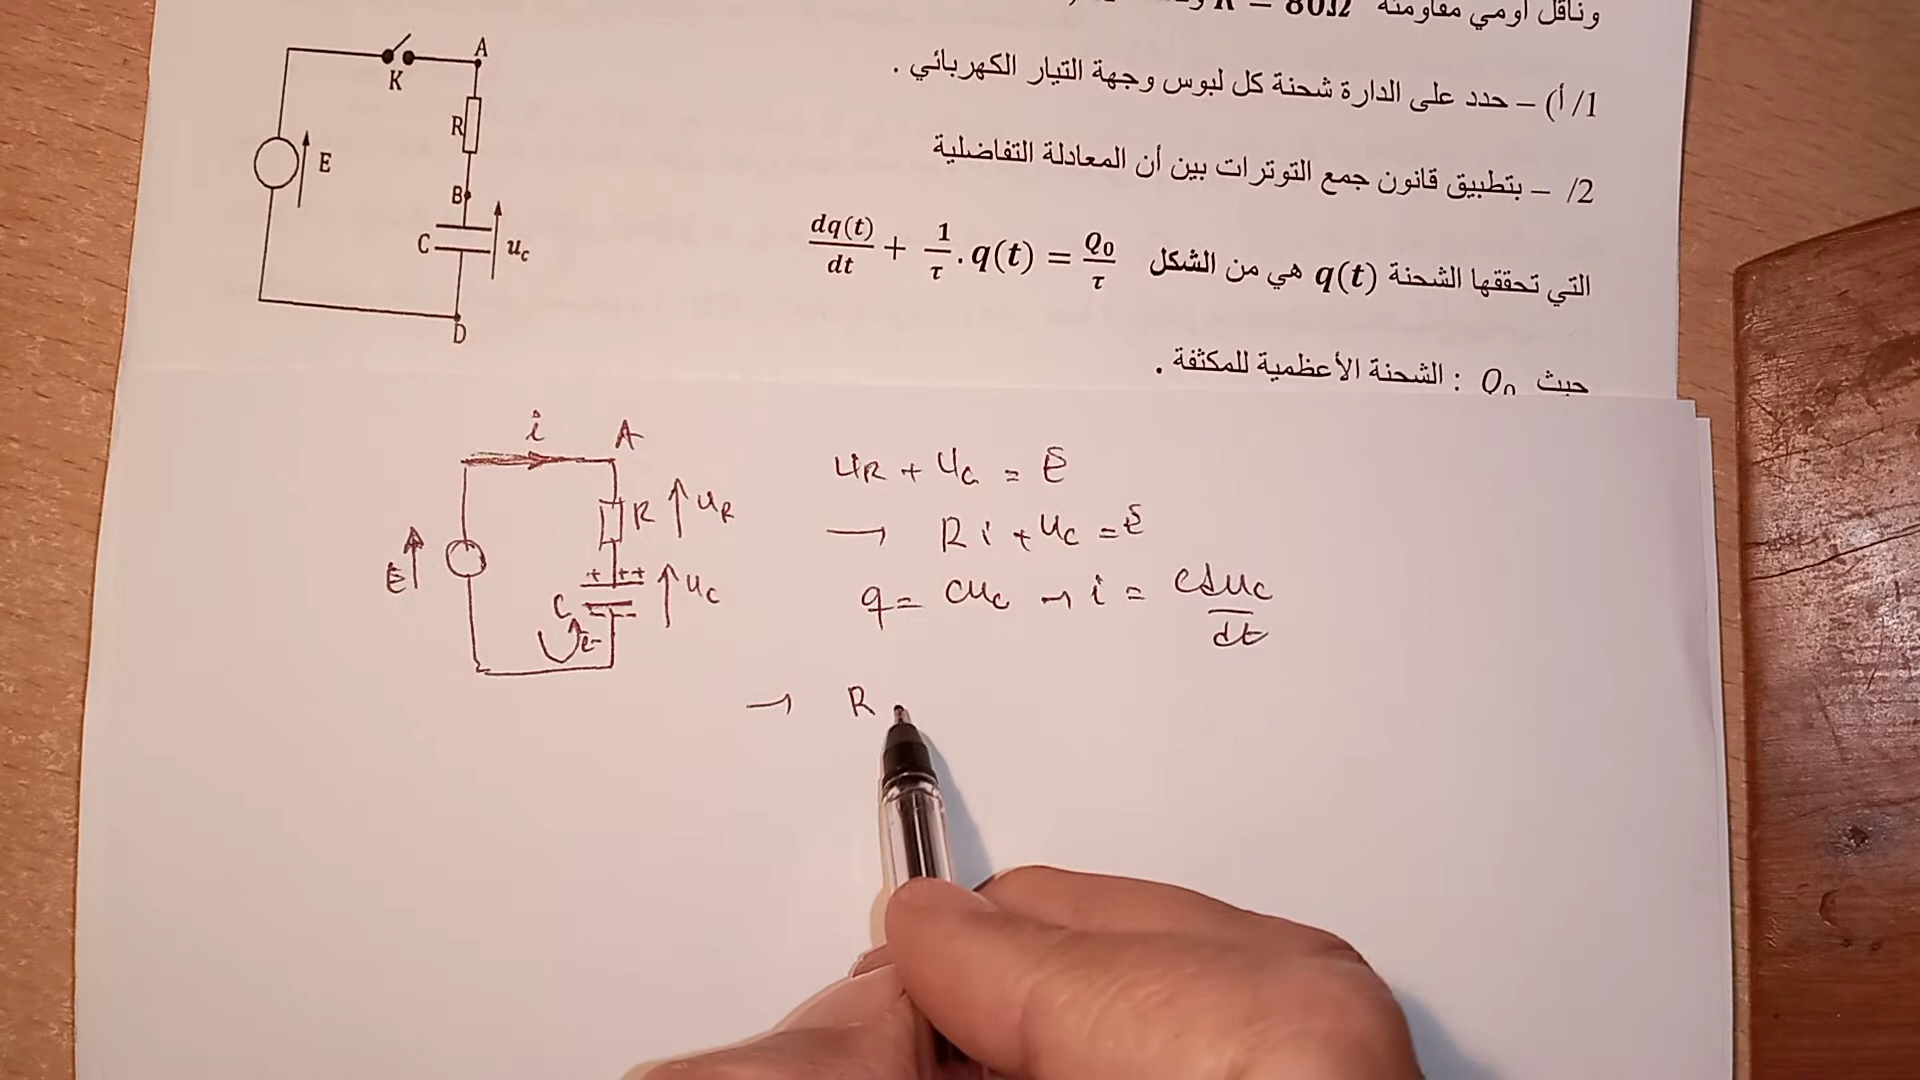 وناقل أومي مقاومته R = 80Ω
1/ أ) – حدد على الدارة شحنة كل لبوس وجهة التيار الكهربائي .
2/ – بتطبيق قانون جمع التوترات بين أن المعادلة التفاضلية
التي تحققها الشحنة q(t) هي من الشكل dq(t)/dt + 1/τ . q(t) = Q0/τ
حيث Q0 : الشحنة الأعظمية للمكثفة .
K
A
R
E
B
C
uc
D
i
A
R
uR
E
+ ++
C
uc
e-
uR + uc = E
→ Ri + uc = E
q = cuc → i = cduc/dt
→ R